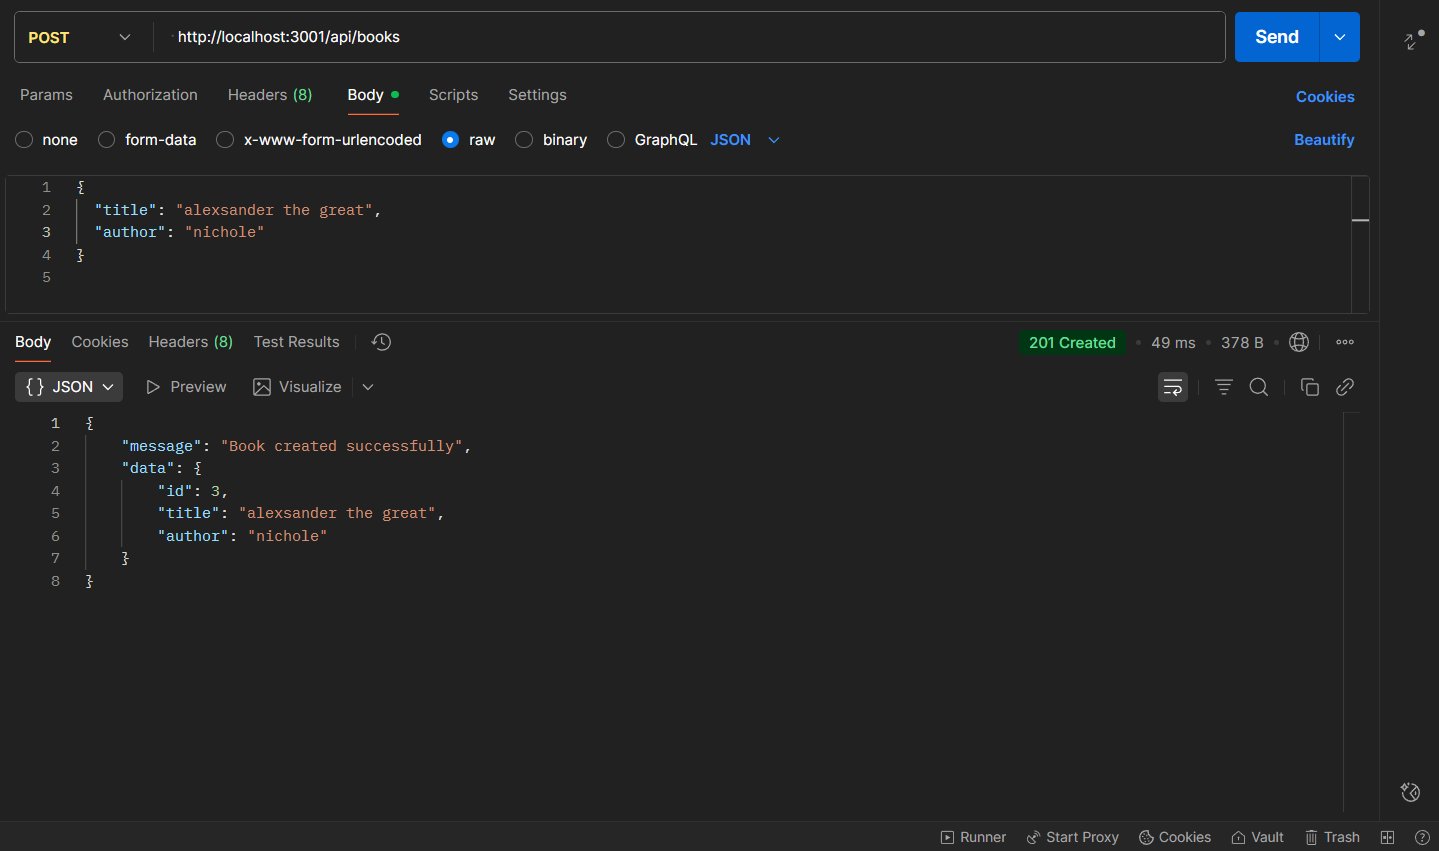 POST http://localhost:3001/api/books Send
Params Authorization Headers (8) Body Scripts Settings Cookies
none form-data x-www-form-urlencoded raw binary GraphQL JSON Beautify
1 {
2 "title": "alexsander the great",
3 "author": "nichole"
4 }
5
Body Cookies Headers (8) Test Results 201 Created • 49 ms • 378 B •
{} JSON Preview Visualize
1 {
2 "message": "Book created successfully",
3 "data": {
4 "id": 3,
5 "title": "alexsander the great",
6 "author": "nichole"
7 }
8 }
Runner Start Proxy Cookies Vault Trash